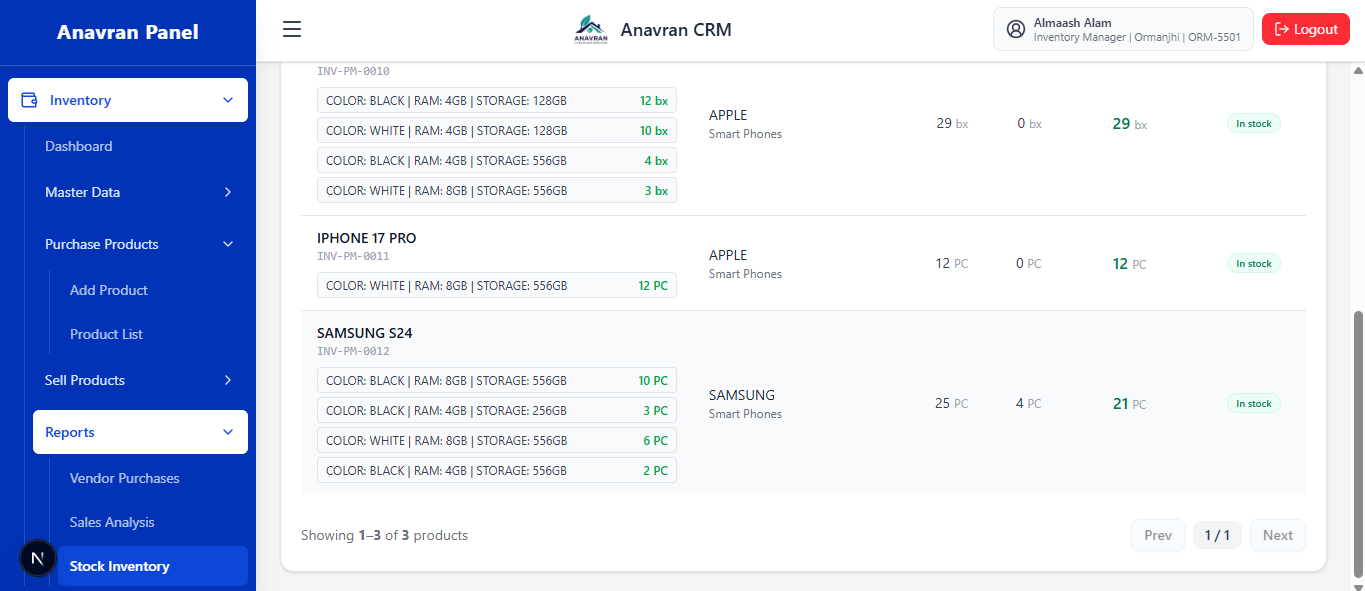 Anavran Panel
Inventory
Dashboard
Master Data
Purchase Products
Add Product
Product List
Sell Products
Reports
Vendor Purchases
Sales Analysis
N
Stock Inventory
ANAVRAN
Anavran CRM
Almaash Alam
Inventory Manager | Ormanjhi | ORM-5501
Logout
INV-PM-0010
COLOR: BLACK | RAM: 4GB | STORAGE: 128GB 12 bx
COLOR: WHITE | RAM: 4GB | STORAGE: 128GB 10 bx
COLOR: BLACK | RAM: 4GB | STORAGE: 556GB 4 bx
COLOR: WHITE | RAM: 8GB | STORAGE: 556GB 3 bx
APPLE
Smart Phones
29 bx 0 bx 29 bx In stock
IPHONE 17 PRO
INV-PM-0011
COLOR: WHITE | RAM: 8GB | STORAGE: 556GB 12 PC
APPLE
Smart Phones
12 PC 0 PC 12 PC In stock
SAMSUNG S24
INV-PM-0012
COLOR: BLACK | RAM: 8GB | STORAGE: 556GB 10 PC
COLOR: BLACK | RAM: 4GB | STORAGE: 256GB 3 PC
COLOR: WHITE | RAM: 8GB | STORAGE: 556GB 6 PC
COLOR: BLACK | RAM: 4GB | STORAGE: 556GB 2 PC
SAMSUNG
Smart Phones
25 PC 4 PC 21 PC In stock
Showing 1–3 of 3 products
Prev 1 / 1 Next